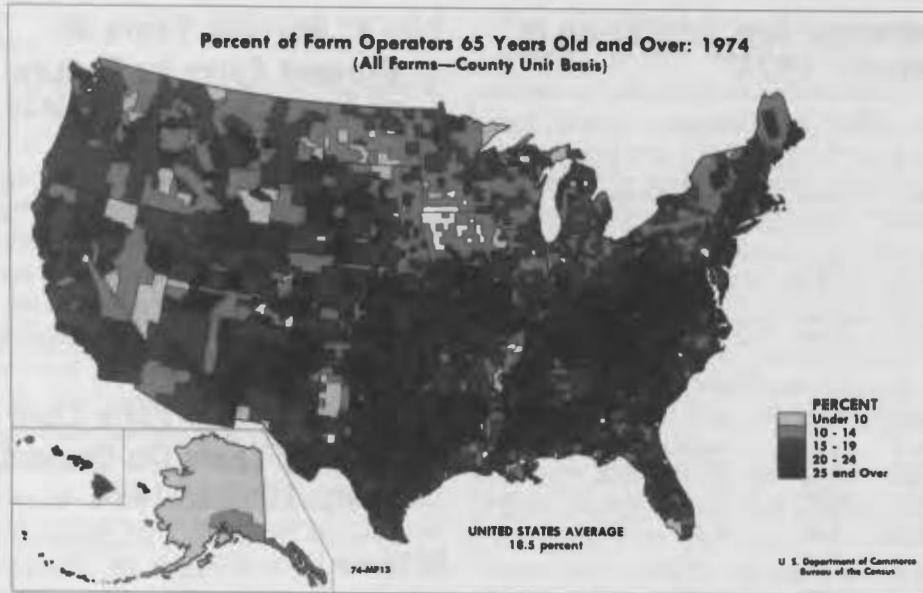 Percent of Farm Operators 65 Years Old and Over: 1974
(All Farms—County Unit Basis)
PERCENT
Under 10
10 - 14
15 - 19
20 - 24
25 and Over
UNITED STATES AVERAGE
18.5 percent
74-MP13
U. S. Department of Commerce
Bureau of the Census